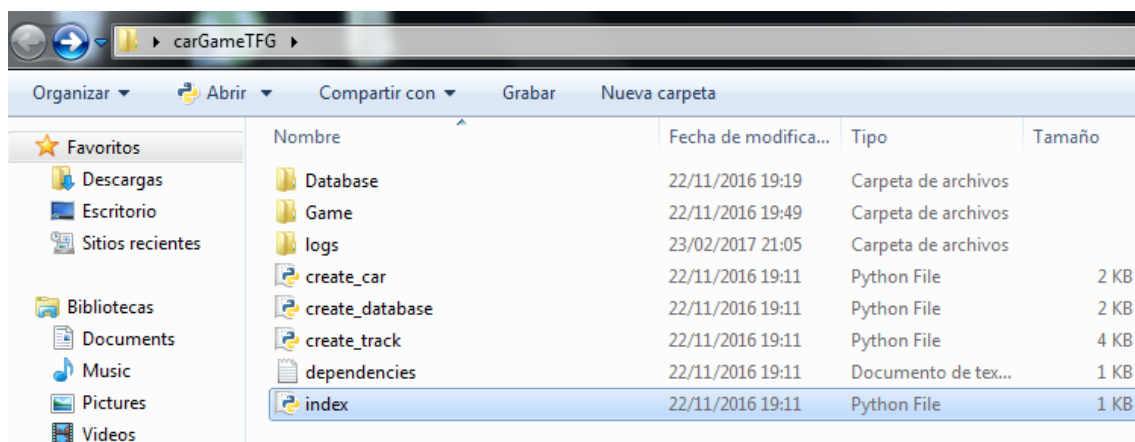 carGameTFG
Organizar Abrir Compartir con Grabar Nueva carpeta
Favoritos
Descargas
Escritorio
Sitios recientes
Bibliotecas
Documents
Music
Pictures
Videos
Nombre Fecha de modifica... Tipo Tamaño
Database 22/11/2016 19:19 Carpeta de archivos
Game 22/11/2016 19:49 Carpeta de archivos
logs 23/02/2017 21:05 Carpeta de archivos
create_car 22/11/2016 19:11 Python File 2 KB
create_database 22/11/2016 19:11 Python File 2 KB
create_track 22/11/2016 19:11 Python File 4 KB
dependencies 22/11/2016 19:11 Documento de tex... 1 KB
index 22/11/2016 19:11 Python File 1 KB